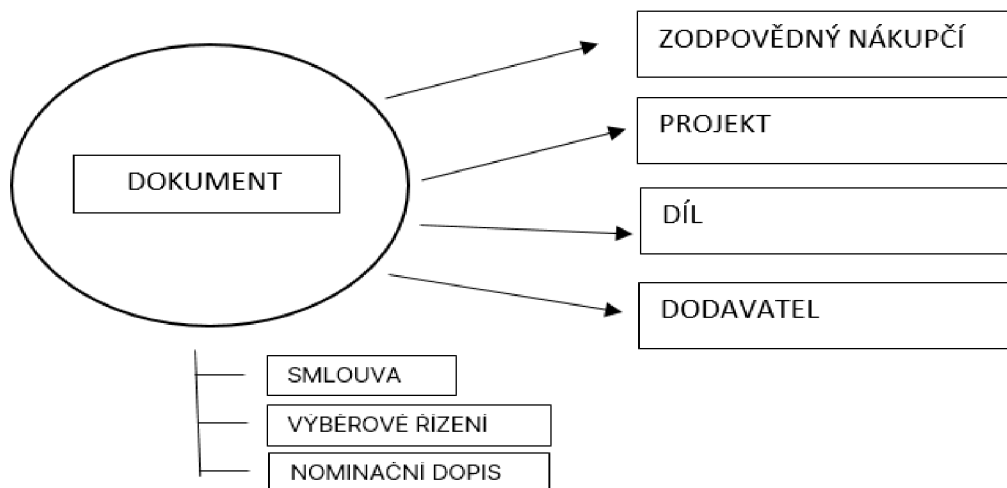 ZODPOVĚDNÝ NÁKUPČÍ
PROJEKT
DOKUMENT
DÍL
DODAVATEL
SMLOUVA
VÝBĚROVÉ ŘÍZENÍ
NOMINAČNÍ DOPIS